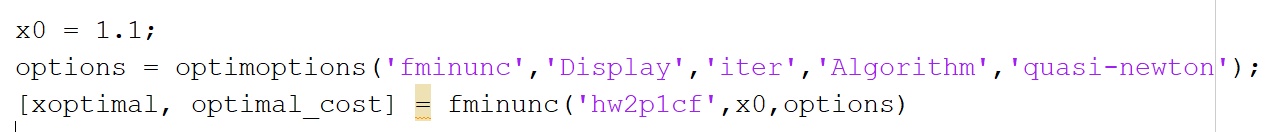 x0 = 1.1;
options = optimoptions('fminunc','Display','iter','Algorithm','quasi-newton');
[xoptimal, optimal_cost] = fminunc('hw2p1cf',x0,options)